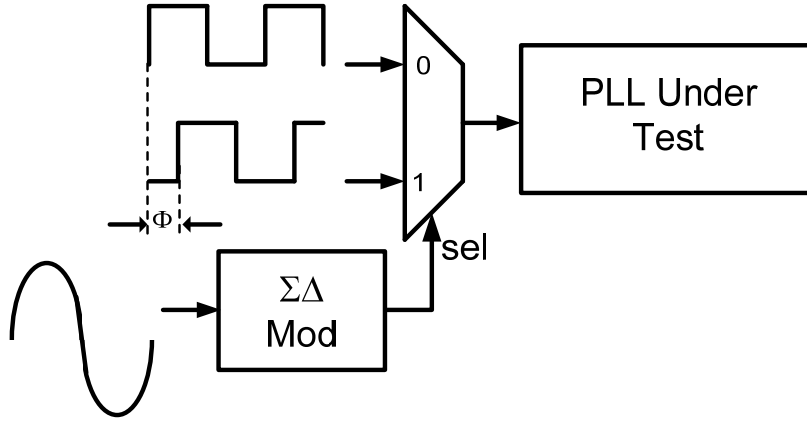 0
PLL Under
Test
1
Φ
sel
ΣΔ
Mod